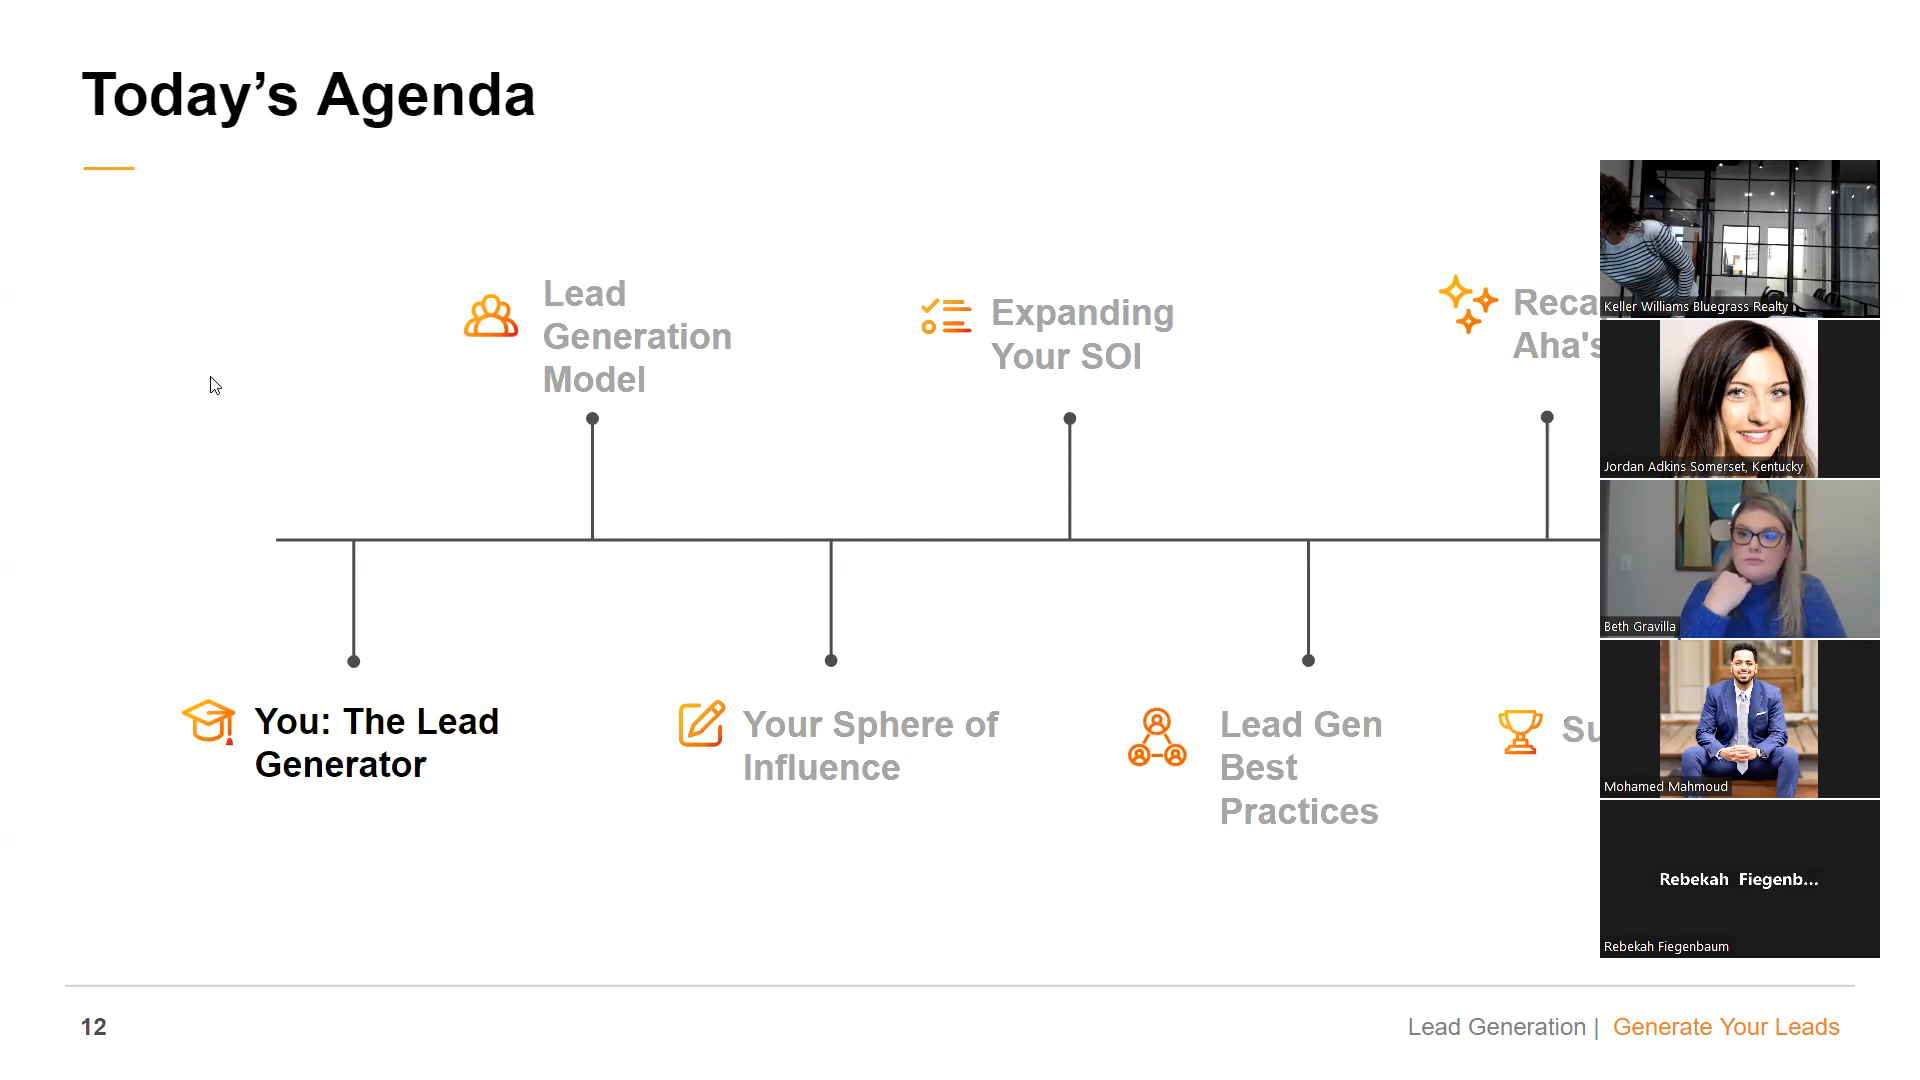 Today’s Agenda
Lead
Generation
Model
Expanding
Your SOI
Reca
Aha's
You: The Lead
Generator
Your Sphere of
Influence
Lead Gen
Best
Practices
Su
Keller Williams Bluegrass Realty
Jordan Adkins Somerset, Kentucky
Beth Gravilla
Mohamed Mahmoud
Rebekah Fiegenb...
Rebekah Fiegenbaum
12
Lead Generation | Generate Your Leads